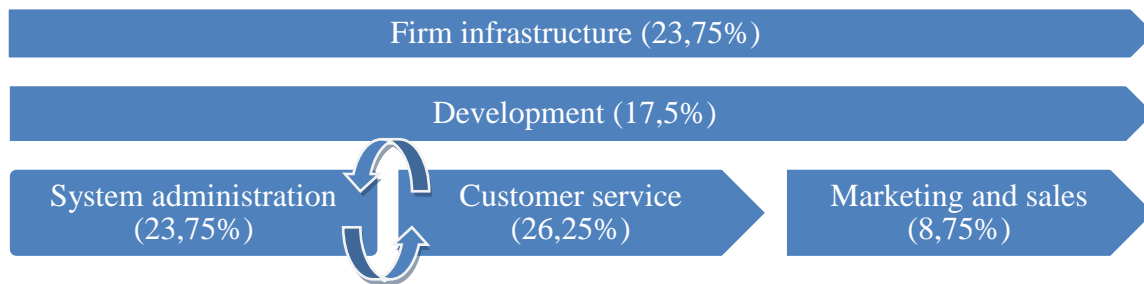 Firm infrastructure (23,75%)
Development (17,5%)
System administration
(23,75%)
Customer service
(26,25%)
Marketing and sales
(8,75%)